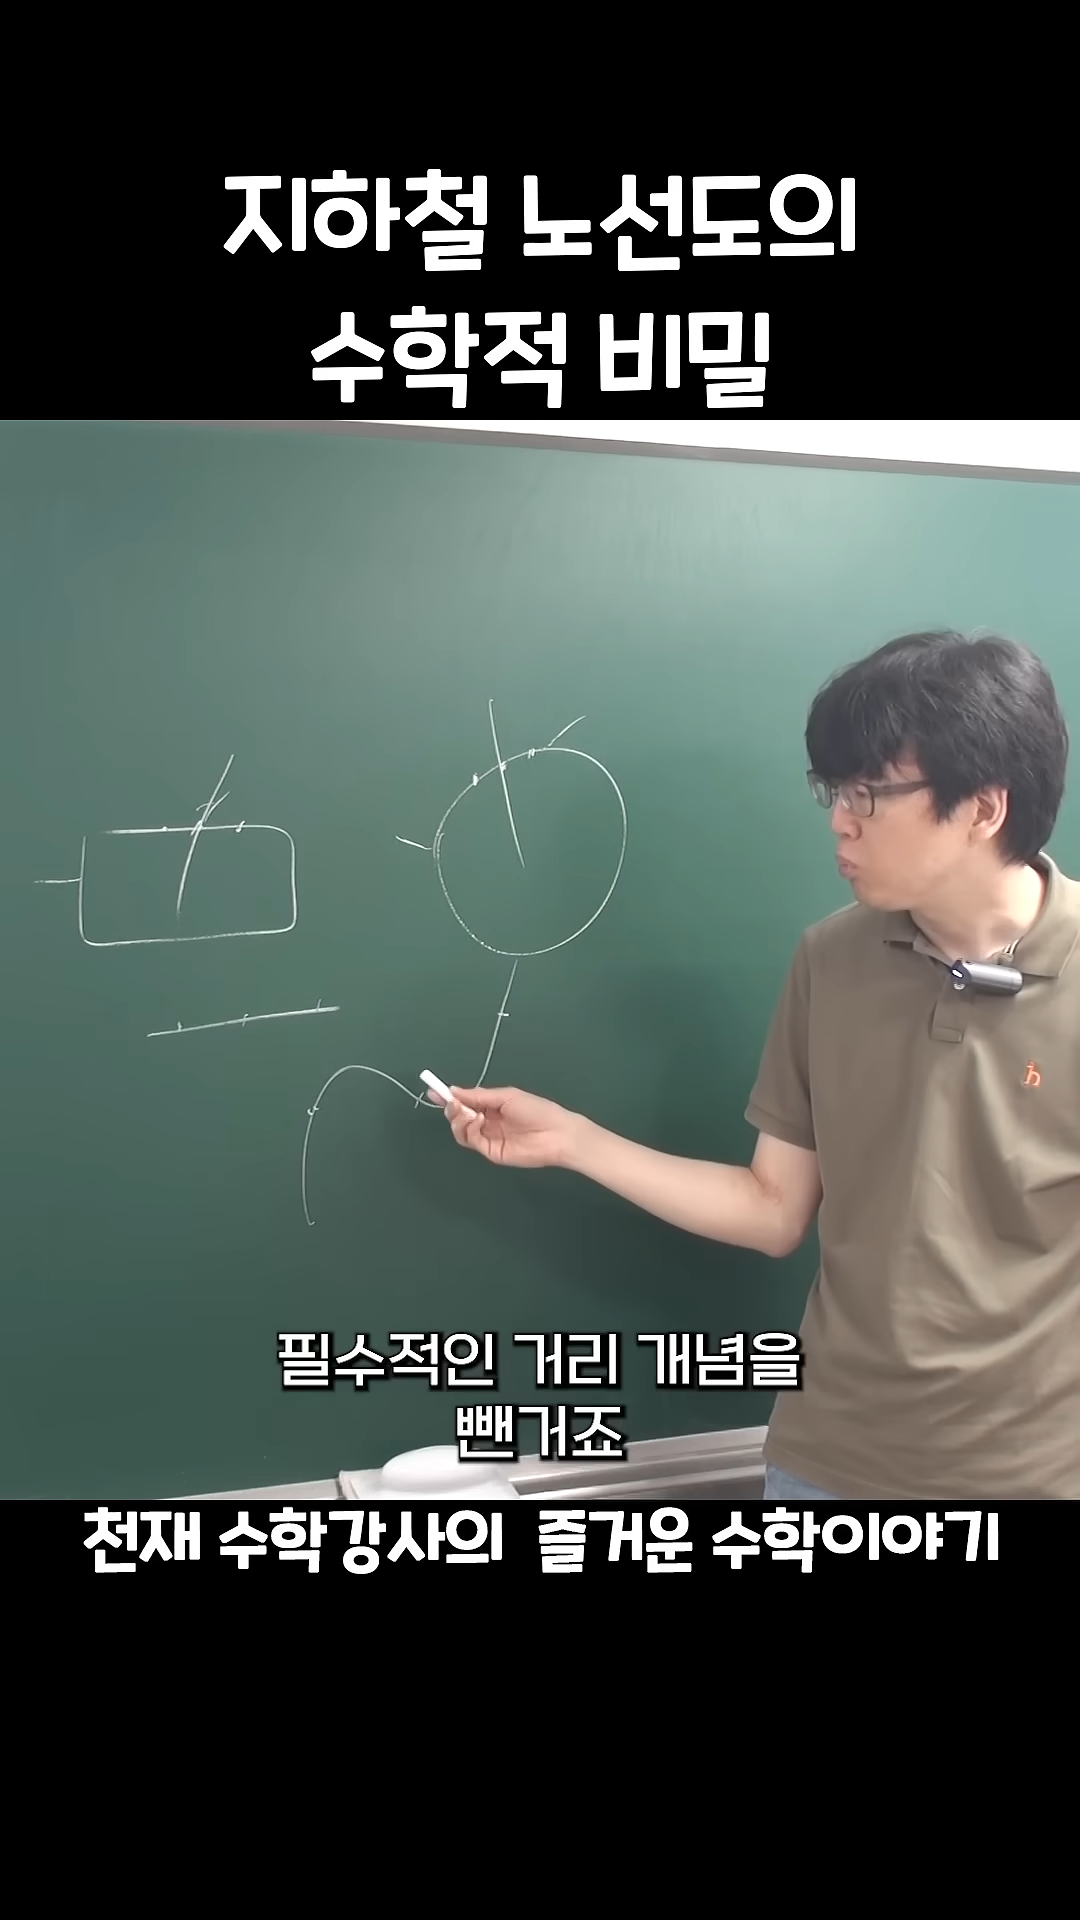 지하철 노선도의
수학적 비밀
필수적인 거리 개념을
뺀거죠
천재 수학강사의 즐거운 수학이야기